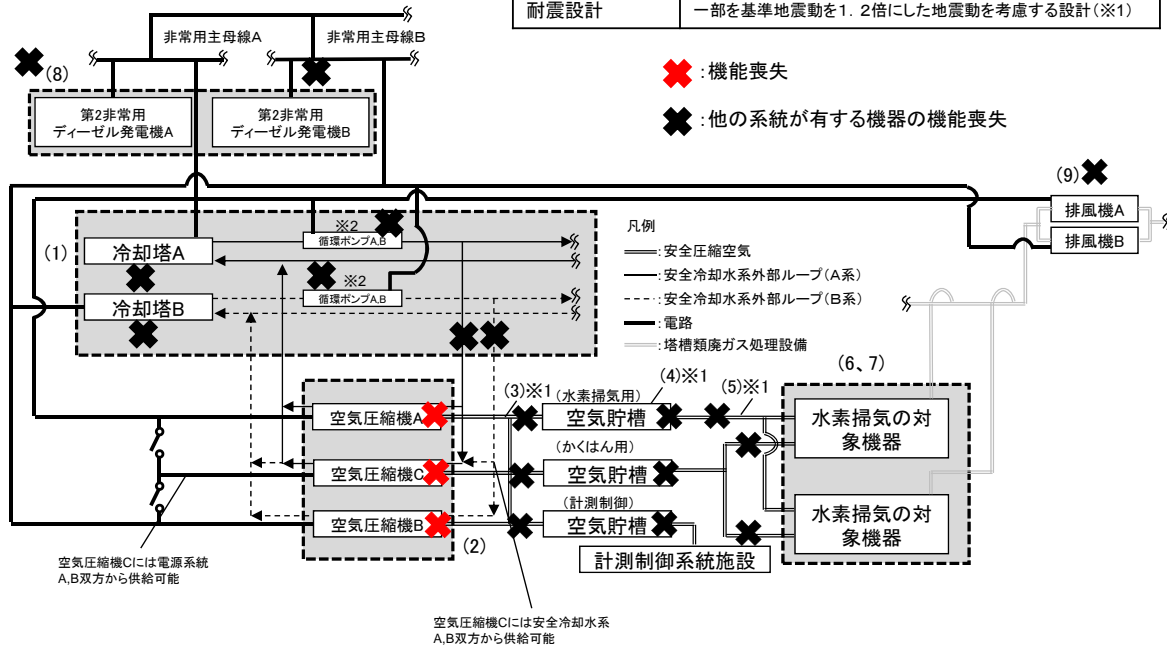 耐震設計
一部を基準地震動を1．2倍にした地震動を考慮する設計(※1)
非常用主母線A
非常用主母線B
:機能喪失
:他の系統が有する機器の機能喪失
(8)
第2非常用
ディーゼル発電機A
第2非常用
ディーゼル発電機B
(9)
排風機A
排風機B
(1)
冷却塔A
冷却塔B
※2
循環ポンプA,B
※2
循環ポンプA,B
凡例
:安全圧縮空気
:安全冷却水系外部ループ(A系)
:安全冷却水系外部ループ(B系)
:電路
:塔槽類廃ガス処理設備
(6、7)
(3)※1
(水素掃気用)
(4)※1
(5)※1
空気圧縮機A
空気貯槽
水素掃気の対
象機器
(かくはん用)
空気圧縮機C
空気貯槽
(計測制御)
空気圧縮機B
空気貯槽
水素掃気の対
象機器
(2)
計測制御系統施設
空気圧縮機Cには電源系統
A,B双方から供給可能
空気圧縮機Cには安全冷却水系
A,B双方から供給可能